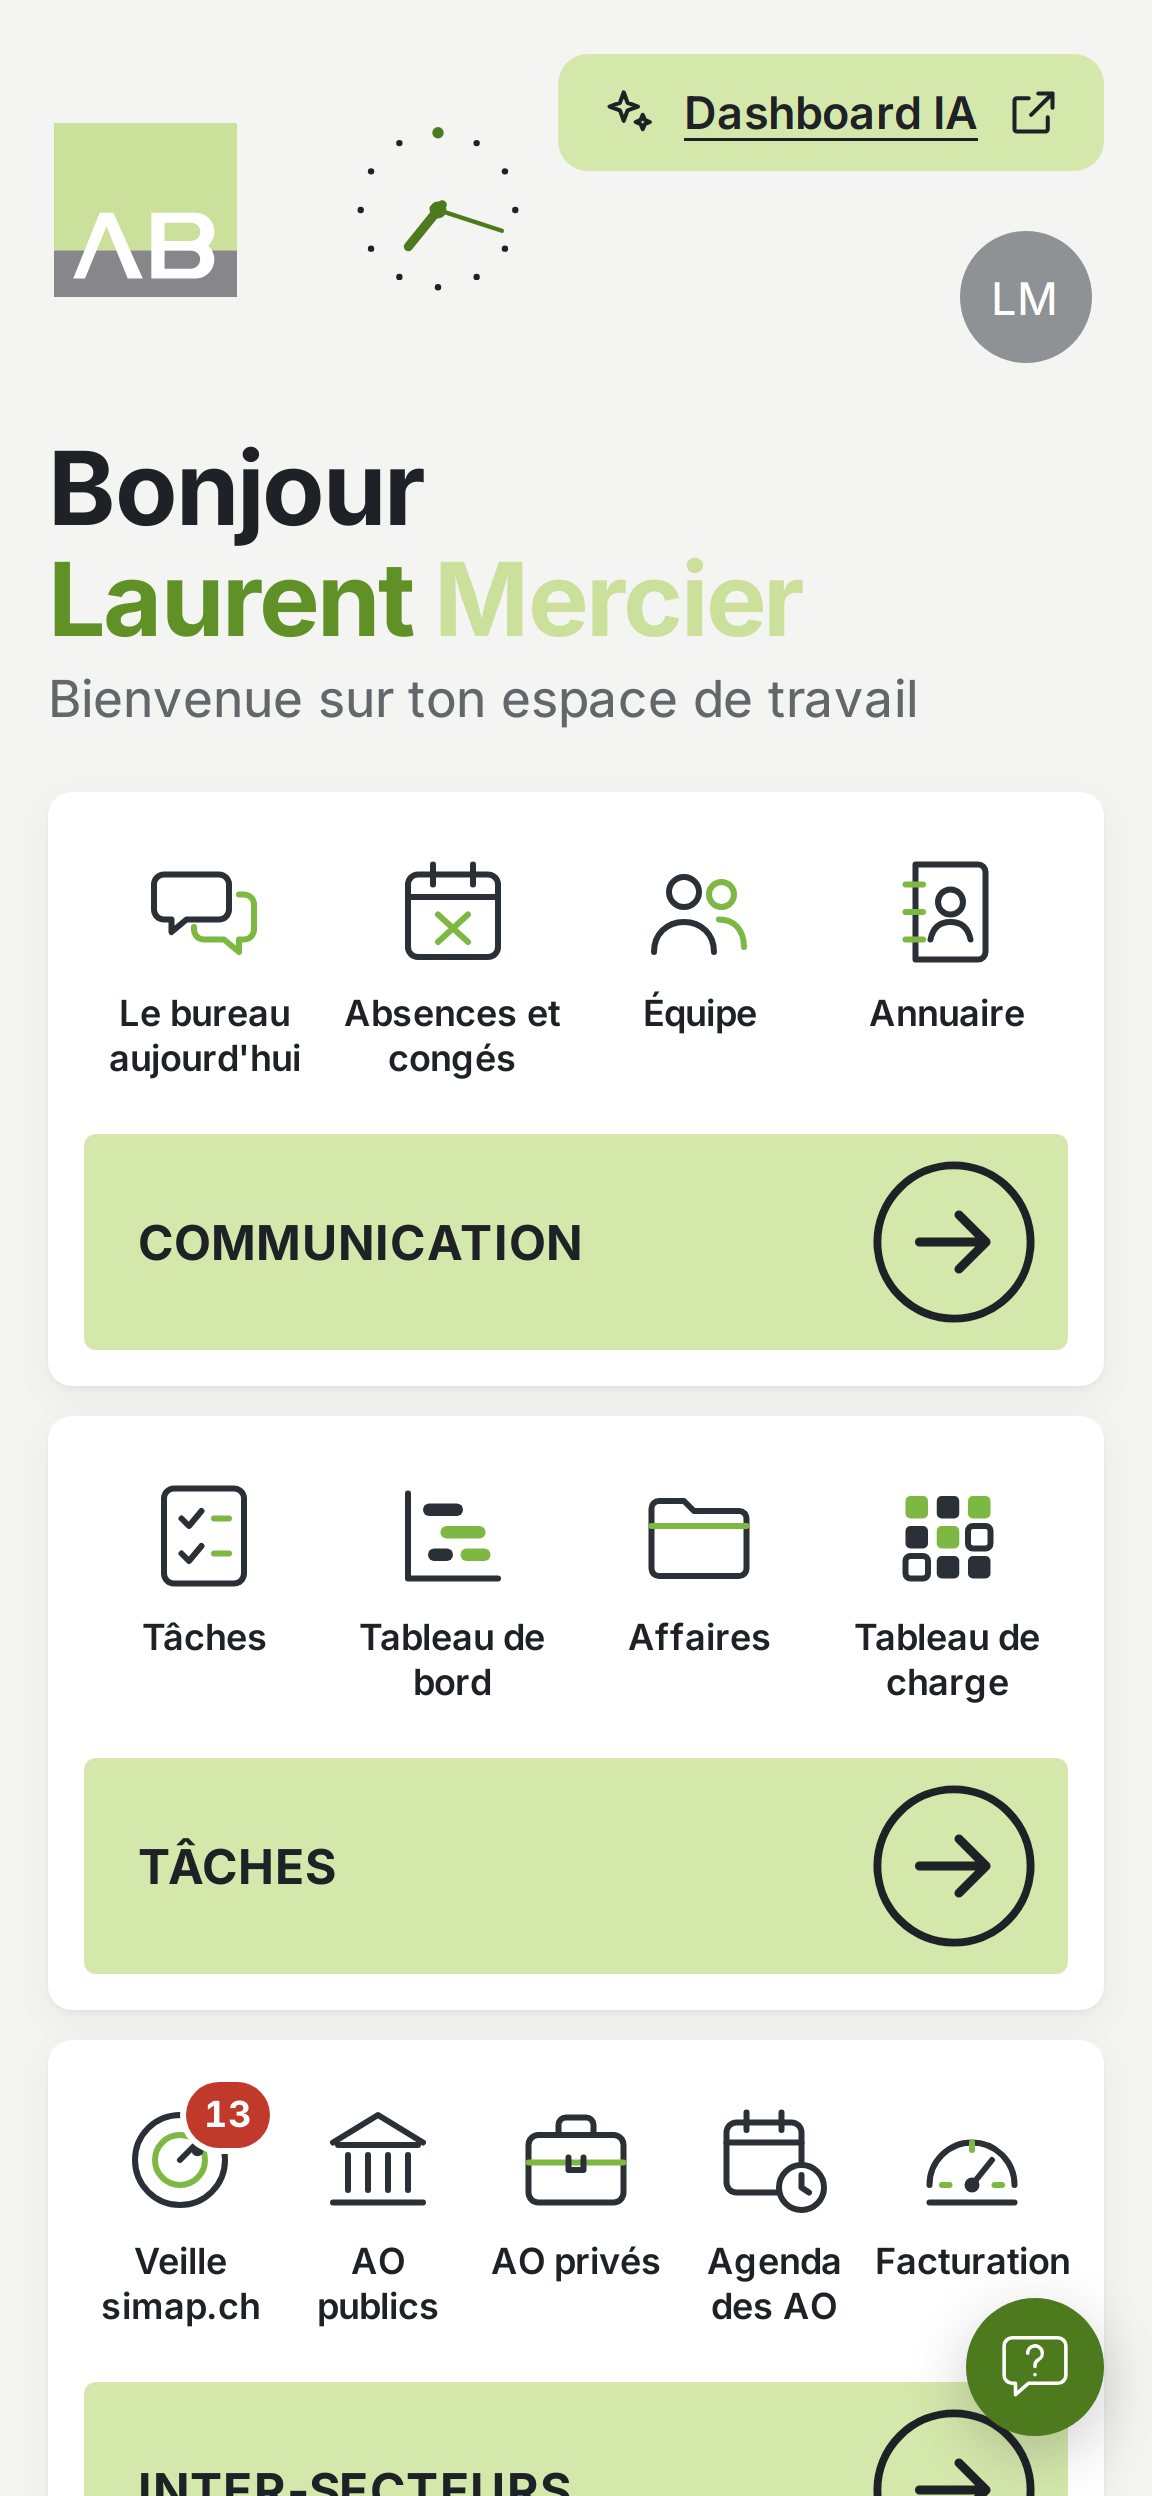 Dashboard IA
AB
LM
Bonjour
Laurent Mercier
Bienvenue sur ton espace de travail
Le bureau aujourd'hui
Absences et congés
Équipe
Annuaire
COMMUNICATION
Tâches
Tableau de bord
Affaires
Tableau de charge
TÂCHES
13
Veille simap.ch
AO publics
AO privés
Agenda des AO
Facturation
?
INTER-SECTEURS